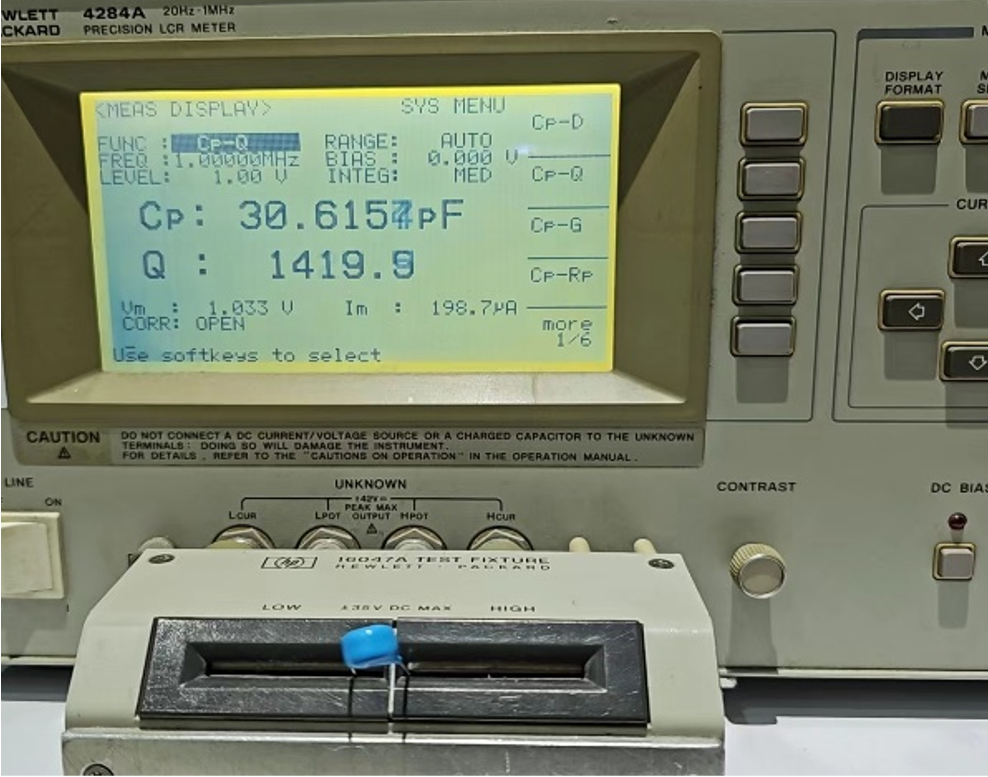 4284A 20Hz-1MHz
PRECISION LCR METER
<MEAS DISPLAY> SYS MENU
FUNC : Cp-Q RANGE: AUTO
FREQ :1.00000MHz BIAS : 0.000 V
LEVEL: 1.00 V INTEG: MED
Cp: 30.615 pF
Q : 1419.9
Vm : 1.033 V Im : 198.7µA
CORR: OPEN
Use softkeys to select
Cp-D
Cp-Q
Cp-G
Cp-Rp
more
1/6
DISPLAY
FORMAT
CAUTION
DO NOT CONNECT A DC CURRENT/VOLTAGE SOURCE OR A CHARGED CAPACITOR TO THE UNKNOWN
TERMINALS: DOING SO WILL DAMAGE THE INSTRUMENT.
FOR DETAILS , REFER TO THE "CAUTIONS ON OPERATION" IN THE OPERATION MANUAL.
LINE
ON
UNKNOWN
±42V
PEAK MAX
OUTPUT
LCUR LPOT HPOT HCUR
CONTRAST
DC BIAS
hp 16047A TEST FIXTURE
HEWLETT · PACKARD
LOW ±35V DC MAX HIGH